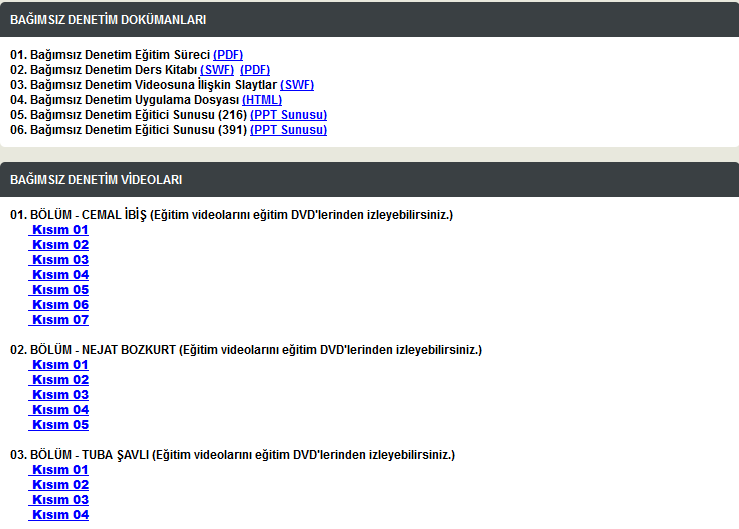 BAĞIMSIZ DENETİM DOKÜMANLARI
01. Bağımsız Denetim Eğitim Süreci (PDF)
02. Bağımsız Denetim Ders Kitabı (SWF) (PDF)
03. Bağımsız Denetim Videosuna İlişkin Slaytlar (SWF)
04. Bağımsız Denetim Uygulama Dosyası (HTML)
05. Bağımsız Denetim Eğitici Sunusu (216) (PPT Sunusu)
06. Bağımsız Denetim Eğitici Sunusu (391) (PPT Sunusu)
BAĞIMSIZ DENETİM VİDEOLARI
01. BÖLÜM - CEMAL İBİŞ (Eğitim videolarını eğitim DVD'lerinden izleyebilirsiniz.)
Kısım 01
Kısım 02
Kısım 03
Kısım 04
Kısım 05
Kısım 06
Kısım 07
02. BÖLÜM - NEJAT BOZKURT (Eğitim videolarını eğitim DVD'lerinden izleyebilirsiniz.)
Kısım 01
Kısım 02
Kısım 03
Kısım 04
Kısım 05
03. BÖLÜM - TUBA ŞAVLI (Eğitim videolarını eğitim DVD'lerinden izleyebilirsiniz.)
Kısım 01
Kısım 02
Kısım 03
Kısım 04